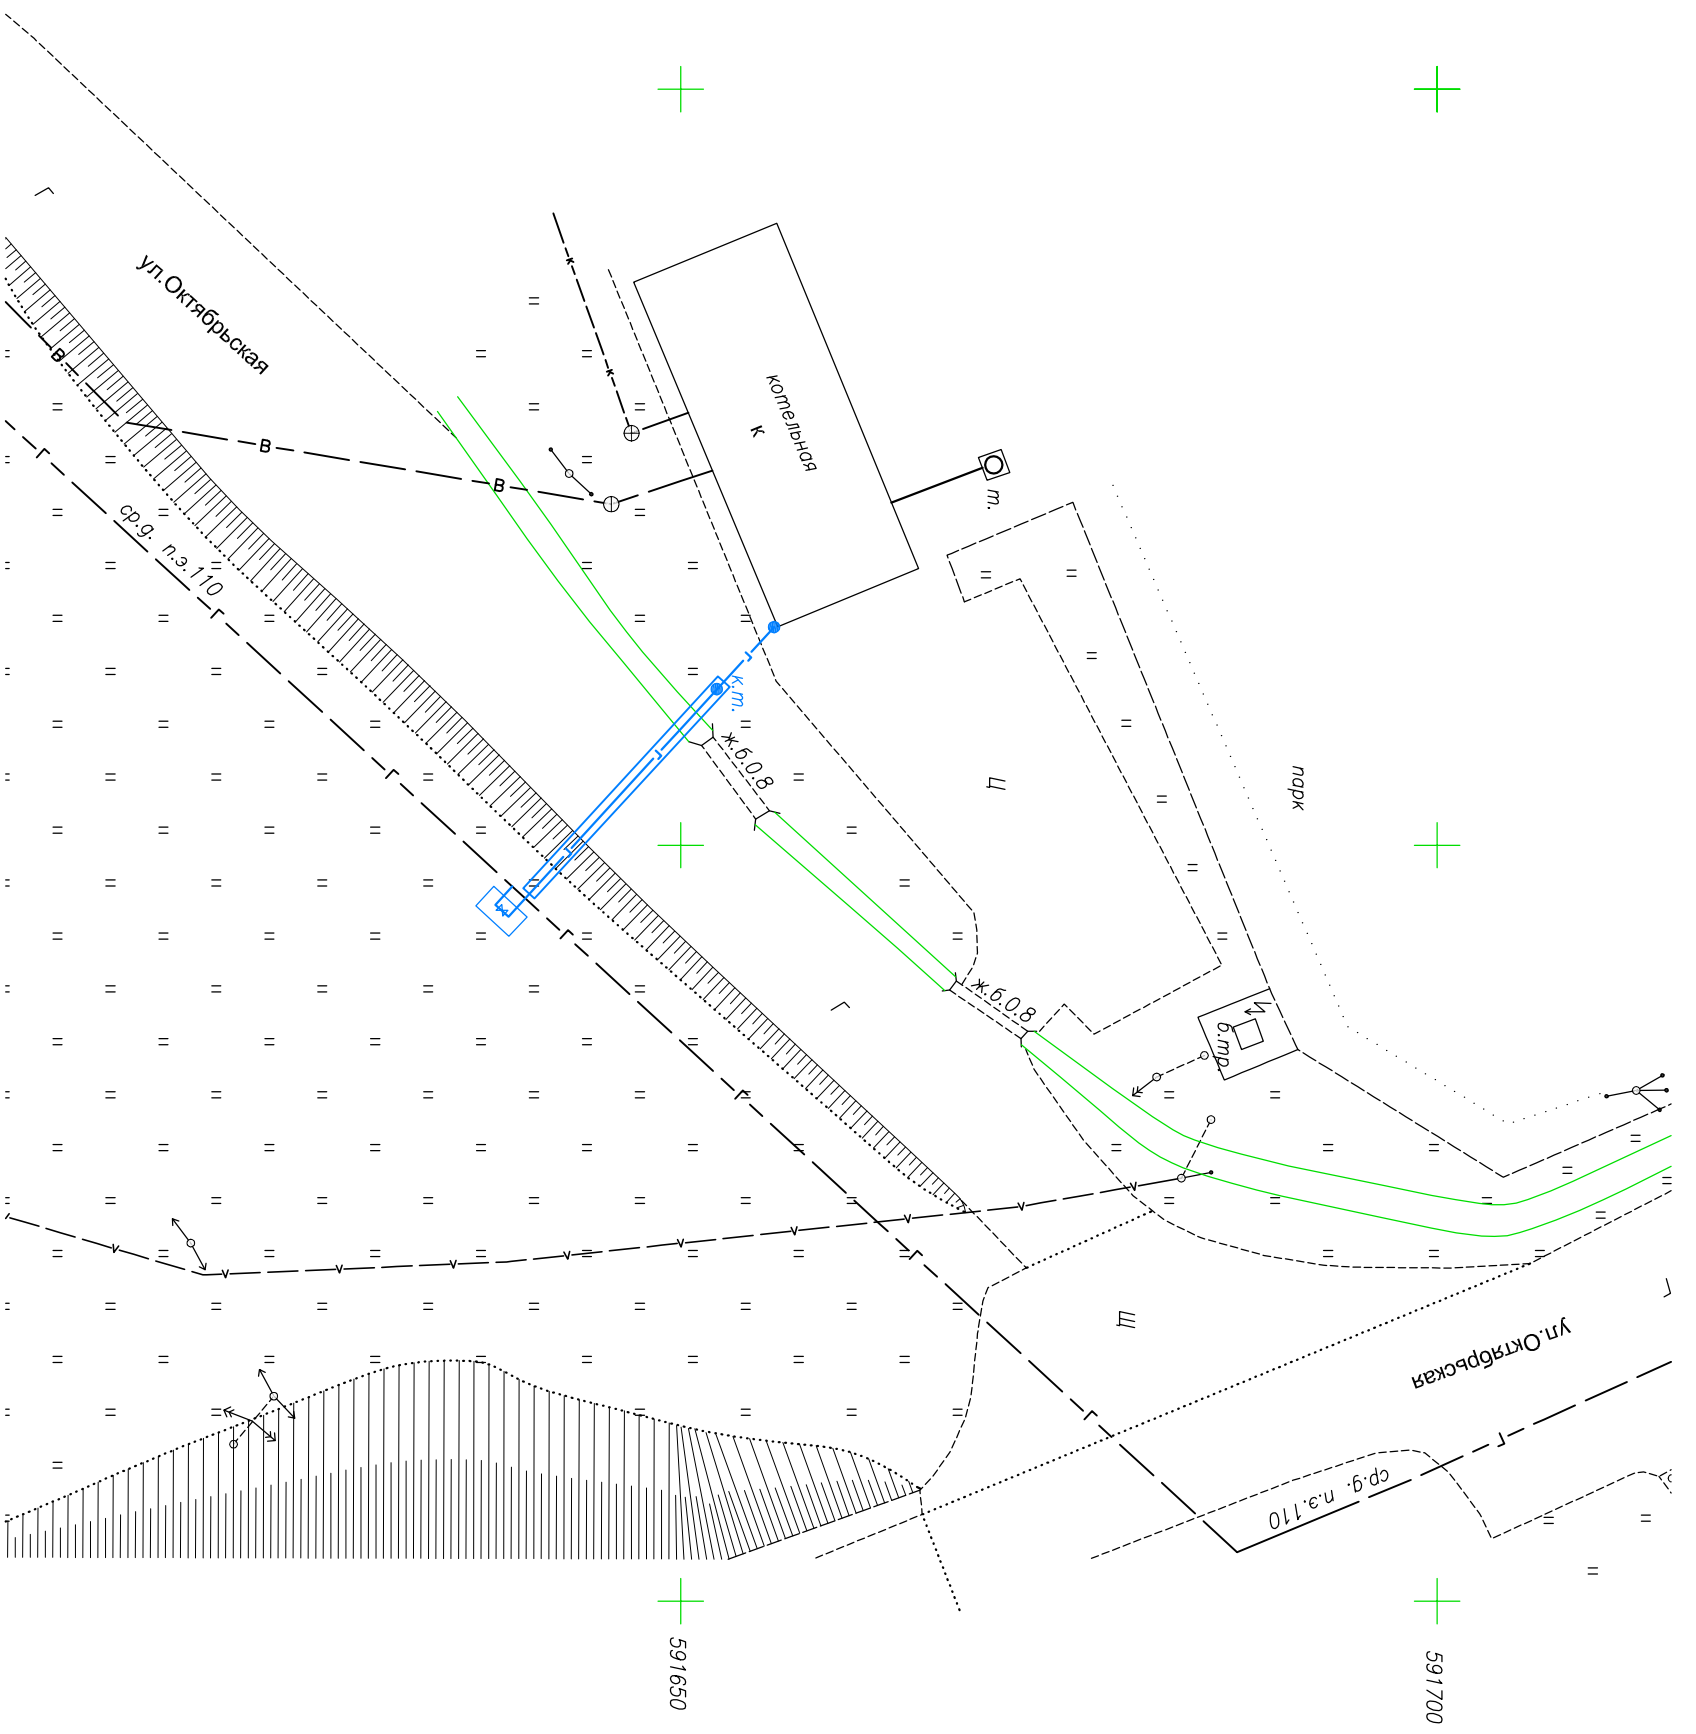 Г
ул.Октябрьская
к
к
В
В
В
котельная
К
т.
ср.д. п.э.110
Г
Г
к.т.
ж.б.0.8
Ц
парк
Г
Г
ж.б.0.8
б.тр.
Г
Г
Г
Щ
Г
ул.Октябрьская
Г
Г
ср.д. п.э.110
591650
591700